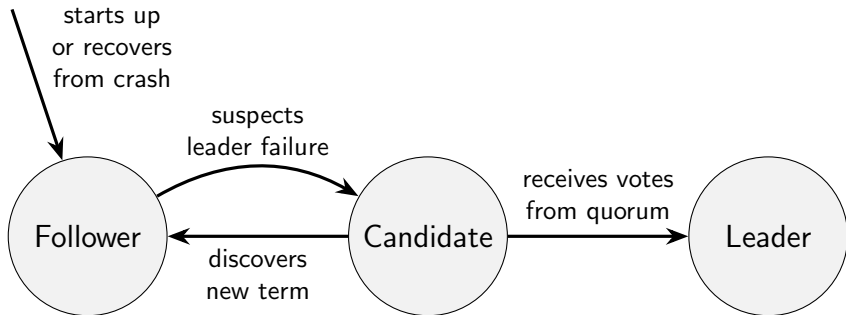 starts up
or recovers
from crash
suspects
leader failure
receives votes
from quorum
Follower
Candidate
Leader
discovers
new term